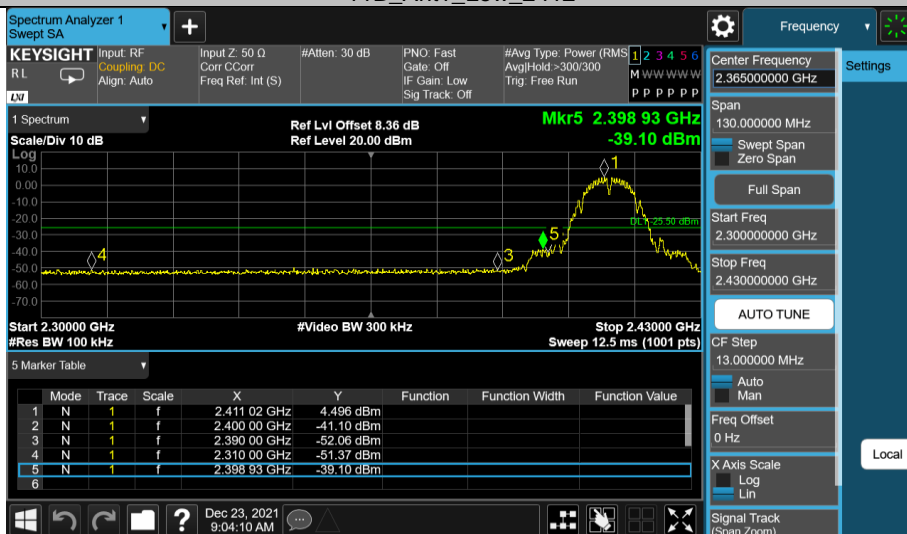 Spectrum Analyzer 1
Swept SA
Frequency
KEYSIGHT
RL
LXI
Input: RF
Coupling: DC
Align: Auto
Input Z: 50 Ω
Corr CCorr
Freq Ref: Int (S)
#Atten: 30 dB
PNO: Fast
Gate: Off
IF Gain: Low
Sig Track: Off
#Avg Type: Power (RMS
Avg|Hold:>300/300
Trig: Free Run
1 2 3 4 5 6
M W W W W W
P P P P P P
1 Spectrum
Scale/Div 10 dB
Log
Ref Lvl Offset 8.36 dB
Ref Level 20.00 dBm
Mkr5 2.398 93 GHz
-39.10 dBm
10.0
0.00
-10.0
-20.0
-30.0
-40.0
-50.0
-60.0
-70.0
1
DL1 -25.50 dBm
5
4
3
Start 2.30000 GHz
#Res BW 100 kHz
#Video BW 300 kHz
Stop 2.43000 GHz
Sweep 12.5 ms (1001 pts)
5 Marker Table
Mode Trace Scale X Y Function Function Width Function Value
1 N 1 f 2.411 02 GHz 4.496 dBm
2 N 1 f 2.400 00 GHz -41.10 dBm
3 N 1 f 2.390 00 GHz -52.06 dBm
4 N 1 f 2.310 00 GHz -51.37 dBm
5 N 1 f 2.398 93 GHz -39.10 dBm
6
?
Dec 23, 2021
9:04:10 AM
Center Frequency
2.365000000 GHz
Span
130.000000 MHz
Swept Span
Zero Span
Full Span
Start Freq
2.300000000 GHz
Stop Freq
2.430000000 GHz
AUTO TUNE
CF Step
13.000000 MHz
Auto
Man
Freq Offset
0 Hz
X Axis Scale
Log
Lin
Signal Track
(Span Zoom)
Settings
Local